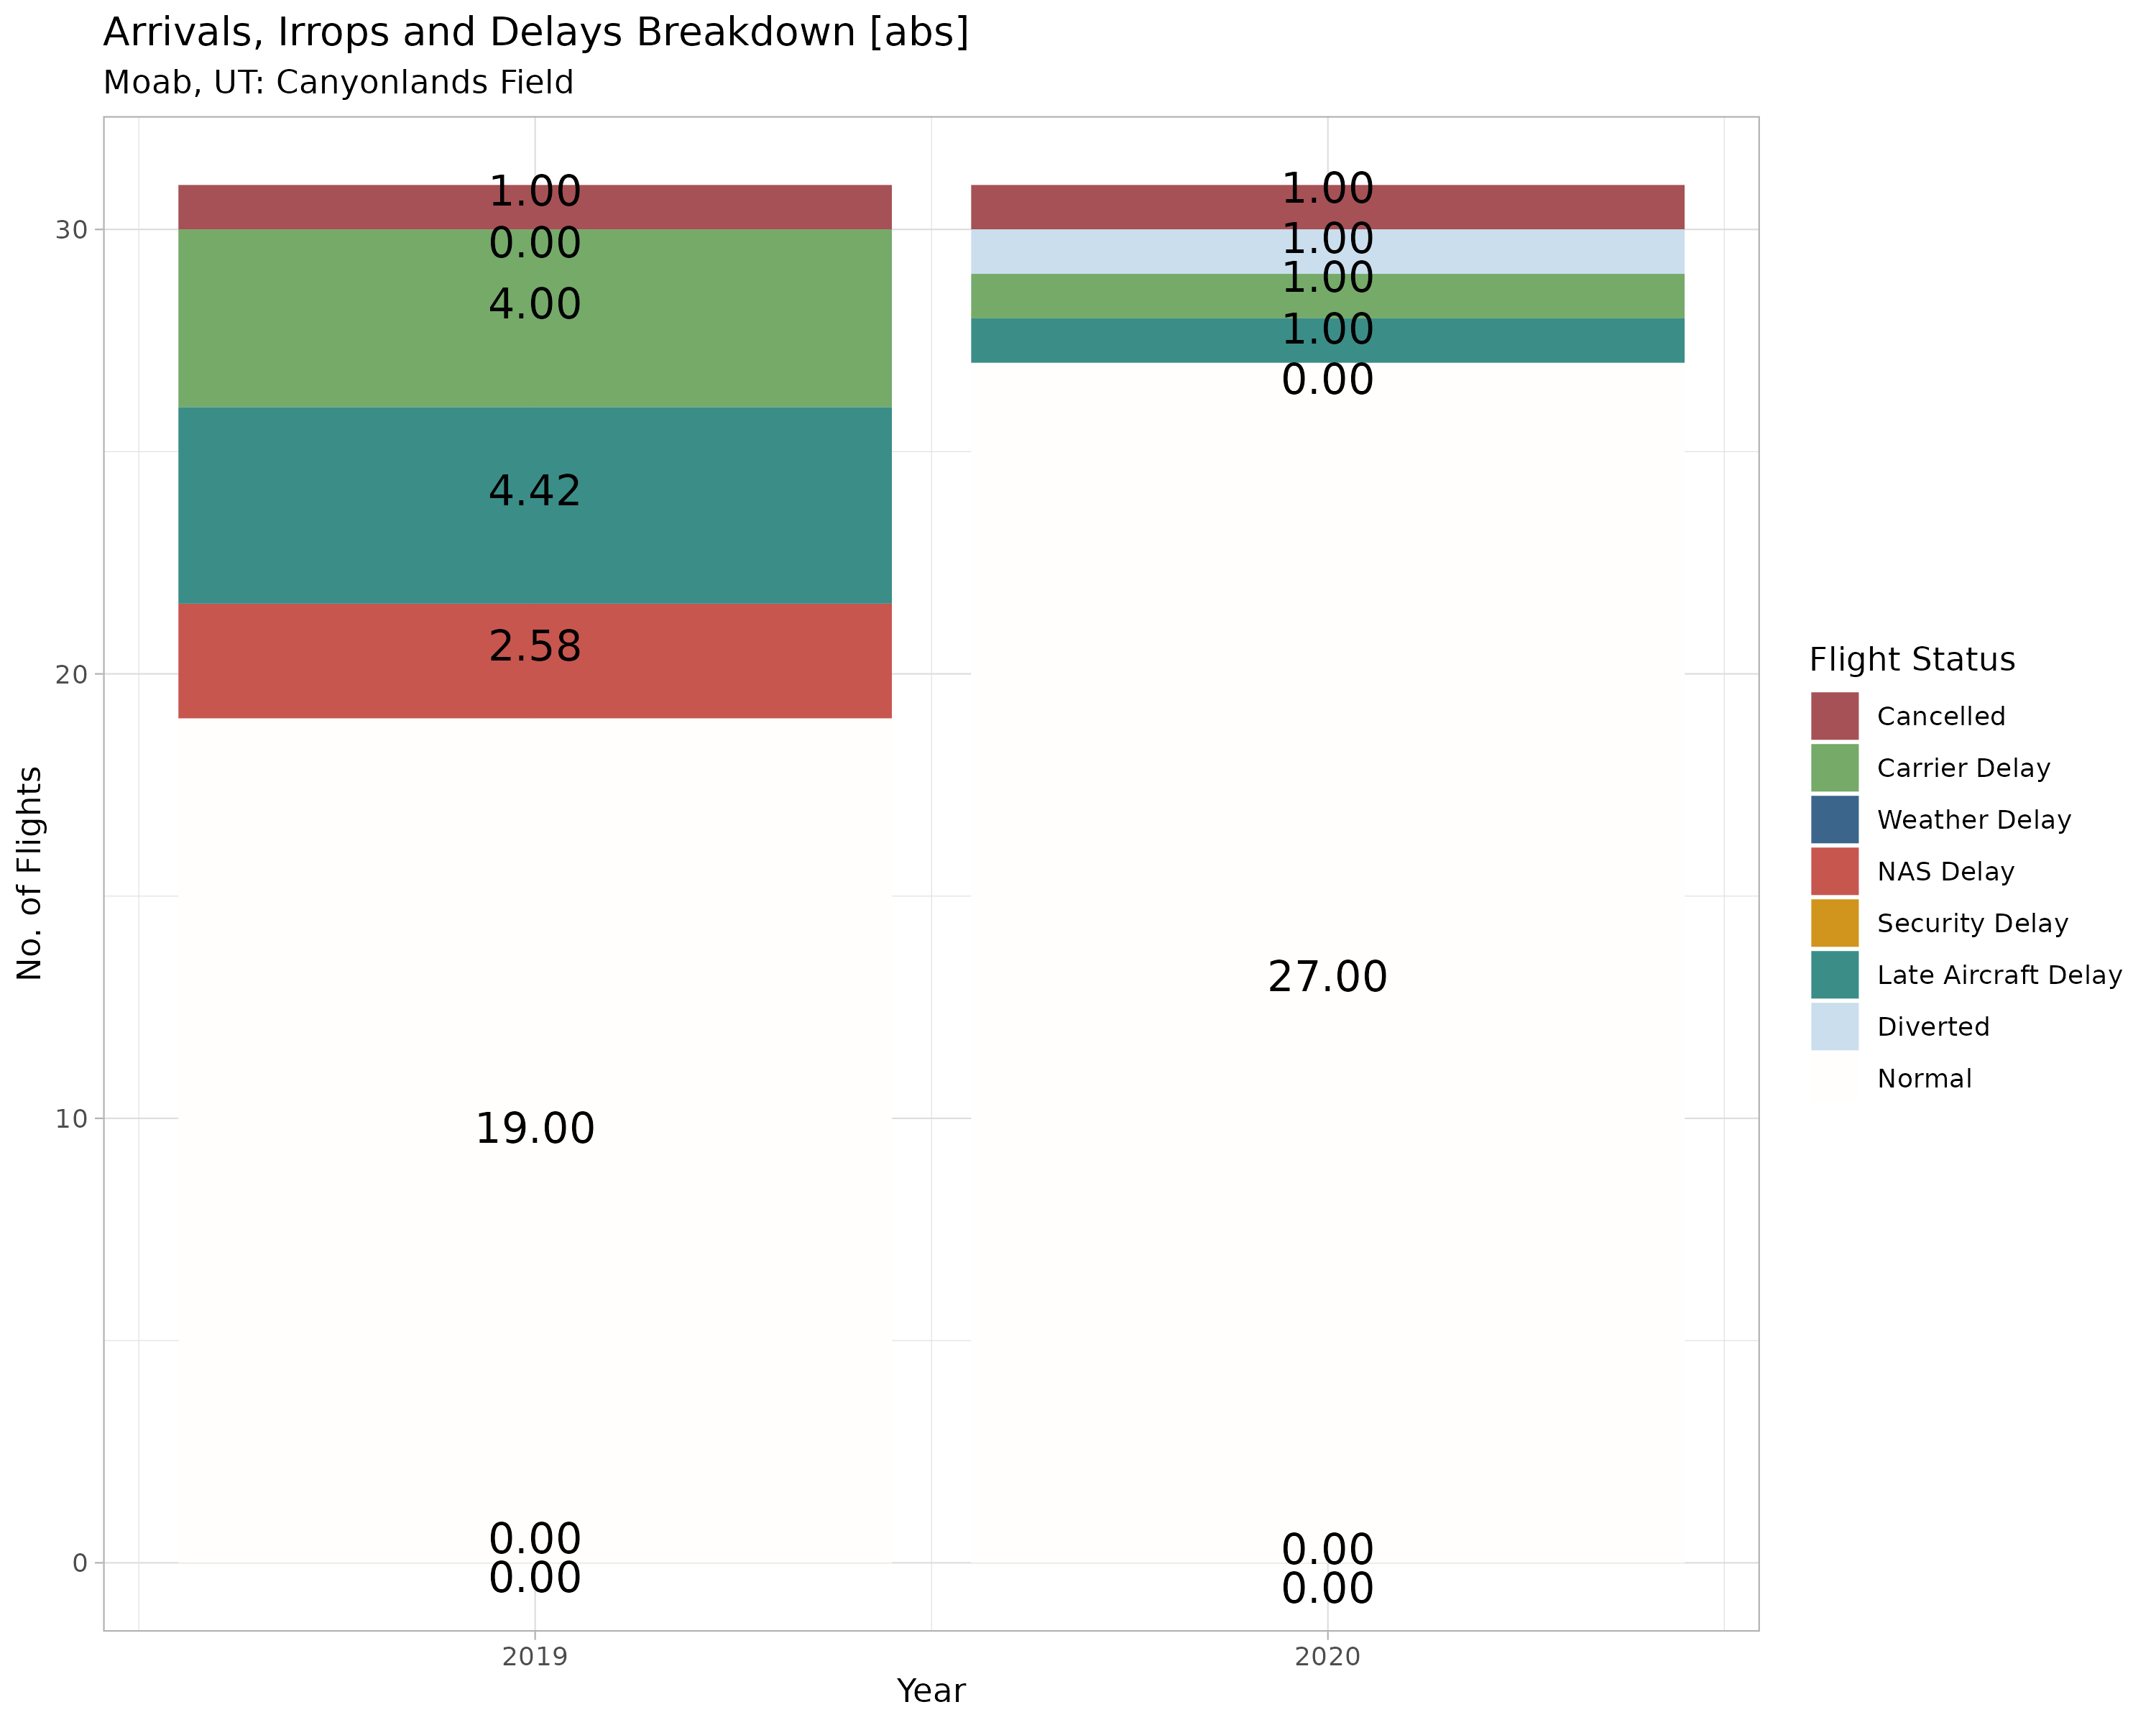 Arrivals, Irrops and Delays Breakdown [abs]
Moab, UT: Canyonlands Field
No. of Flights
30
20
10
0
1.00
0.00
4.00
4.42
2.58
19.00
0.00
0.00
1.00
1.00
1.00
1.00
0.00
27.00
0.00
0.00
2019
2020
Year
Flight Status
Cancelled
Carrier Delay
Weather Delay
NAS Delay
Security Delay
Late Aircraft Delay
Diverted
Normal